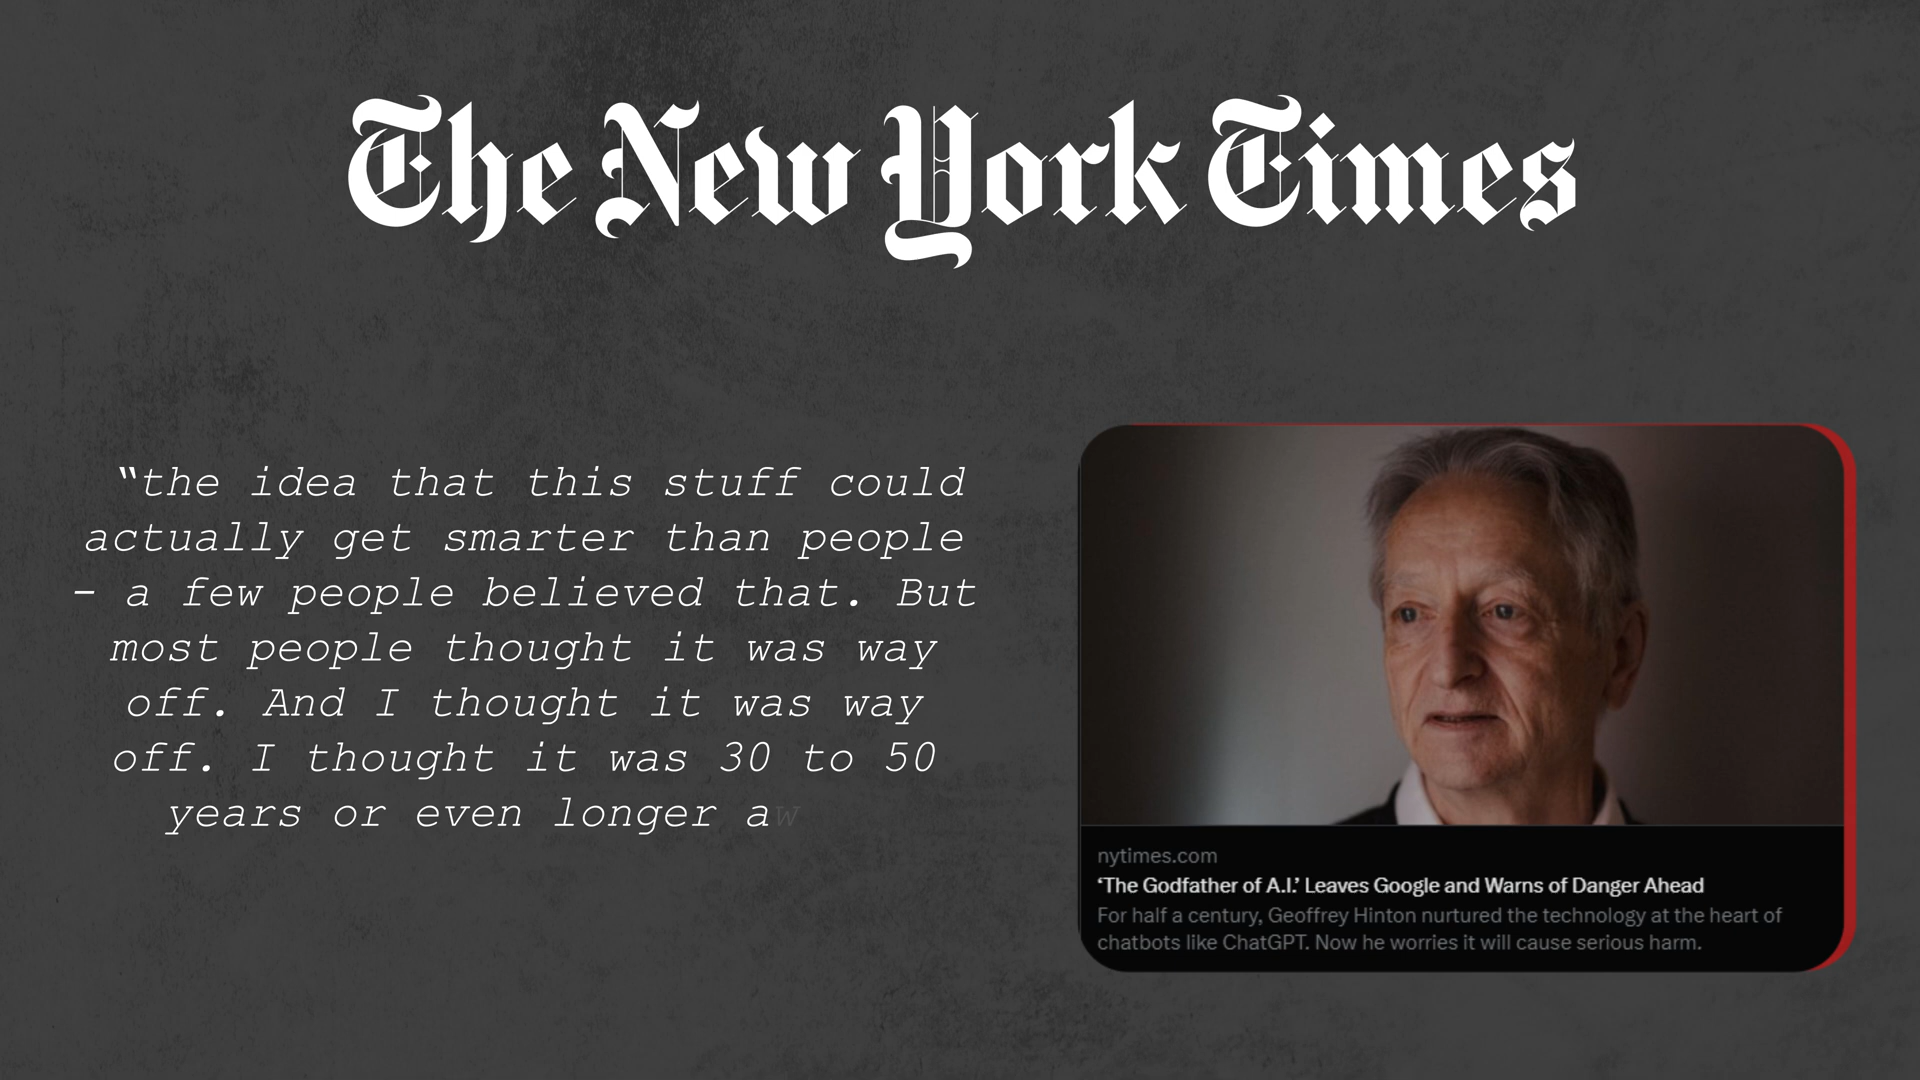 The New York Times
“the idea that this stuff could
actually get smarter than people
- a few people believed that. But
most people thought it was way
off. And I thought it was way
off. I thought it was 30 to 50
years or even longer aw
nytimes.com
‘The Godfather of A.I.’ Leaves Google and Warns of Danger Ahead
For half a century, Geoffrey Hinton nurtured the technology at the heart of
chatbots like ChatGPT. Now he worries it will cause serious harm.